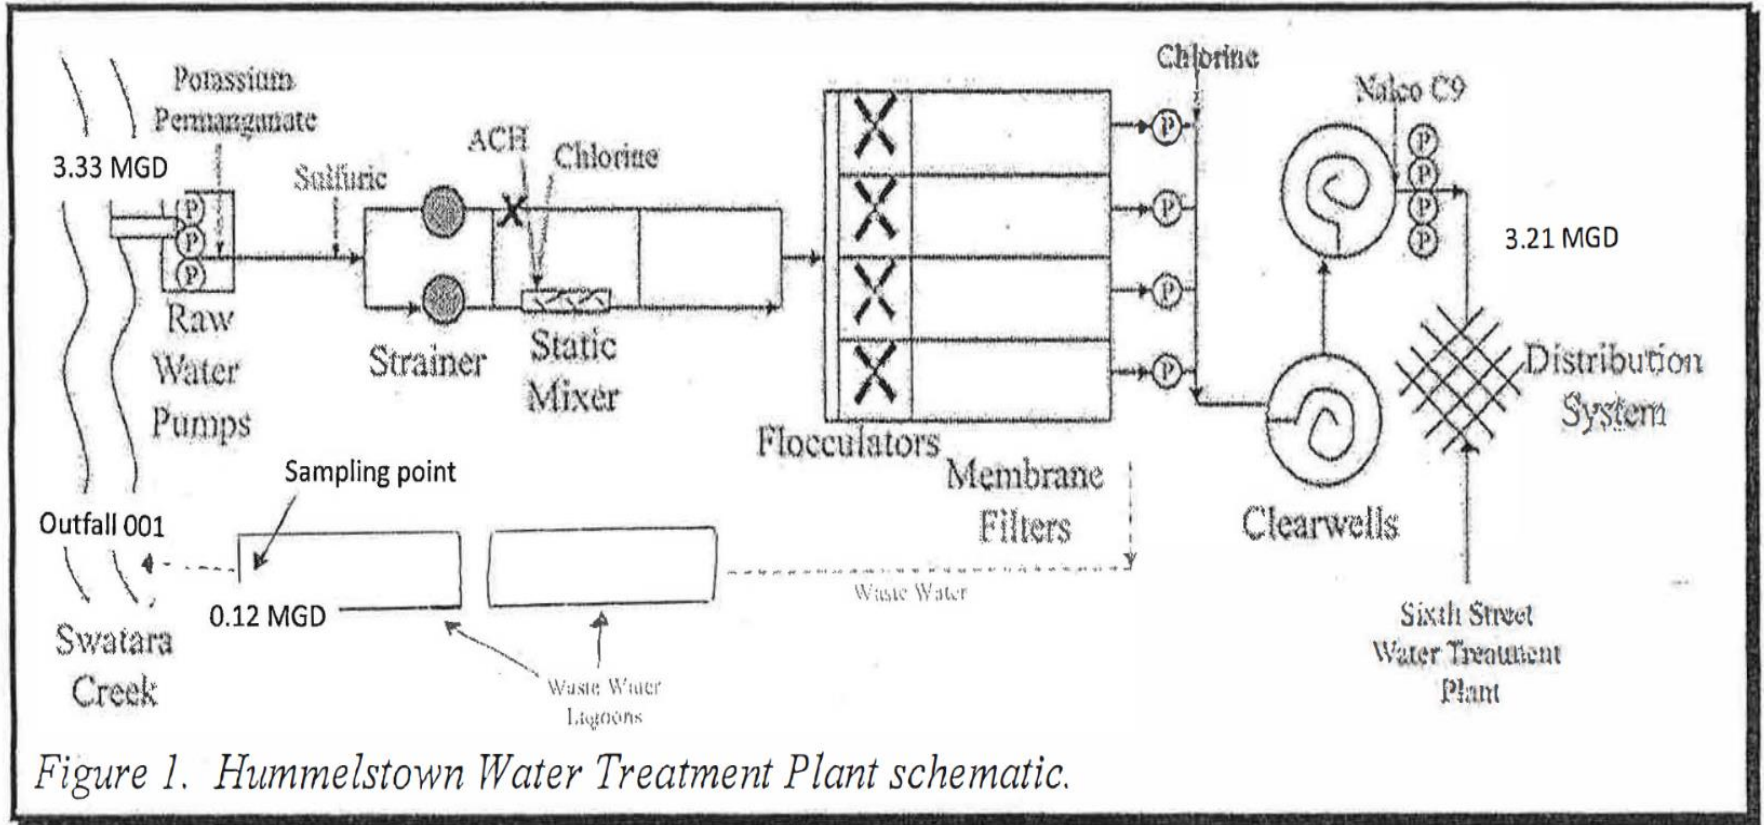 Potassium
Permanganate
3.33 MGD
P
P
P
Raw
Water
Pumps
Sulfuric
Strainer
ACH
Chlorine
Static
Mixer
Flocculators
Membrane
Filters
P
P
P
P
Chlorine
Clearwells
Nalco C9
P
P
P
P
3.21 MGD
Distribution
System
Sixth Street
Water Treatment
Plant
Waste Water
Waste Water
Lagoons
Sampling point
Outfall 001
0.12 MGD
Swatara
Creek
Figure 1. Hummelstown Water Treatment Plant schematic.